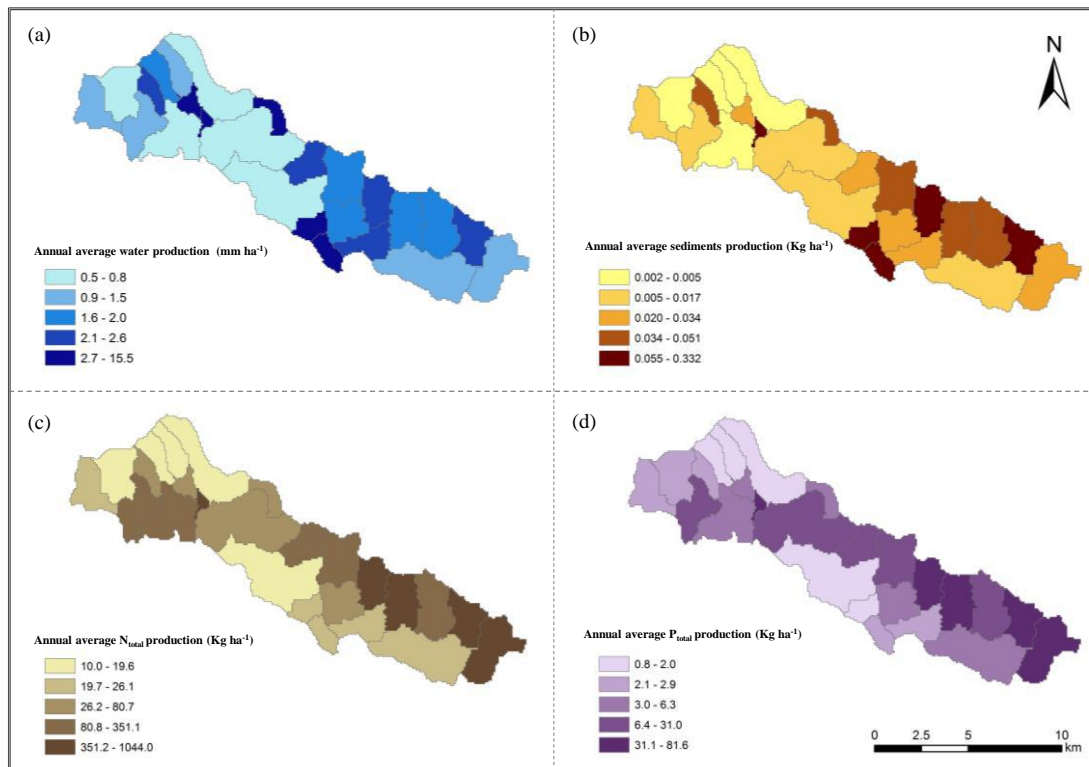 (a)
Annual average water production (mm ha⁻¹)
0.5 - 0.8
0.9 - 1.5
1.6 - 2.0
2.1 - 2.6
2.7 - 15.5
(b)
N
Annual average sediments production (Kg ha⁻¹)
0.002 - 0.005
0.005 - 0.017
0.020 - 0.034
0.034 - 0.051
0.055 - 0.332
(c)
Annual average Ntotal production (Kg ha⁻¹)
10.0 - 19.6
19.7 - 26.1
26.2 - 80.7
80.8 - 351.1
351.2 - 1044.0
(d)
Annual average Ptotal production (Kg ha⁻¹)
0.8 - 2.0
2.1 - 2.9
3.0 - 6.3
6.4 - 31.0
31.1 - 81.6
0 2.5 5 10
km